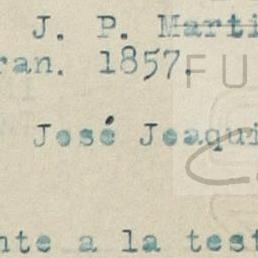 J. P. Marti
ran. 1857.
José Joaqui
nte a la test